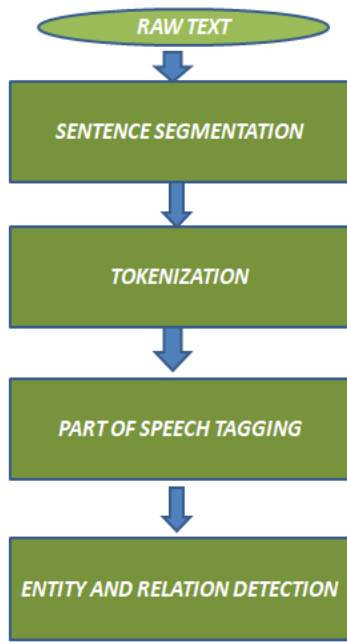 RAW TEXT
SENTENCE SEGMENTATION
TOKENIZATION
PART OF SPEECH TAGGING
ENTITY AND RELATION DETECTION